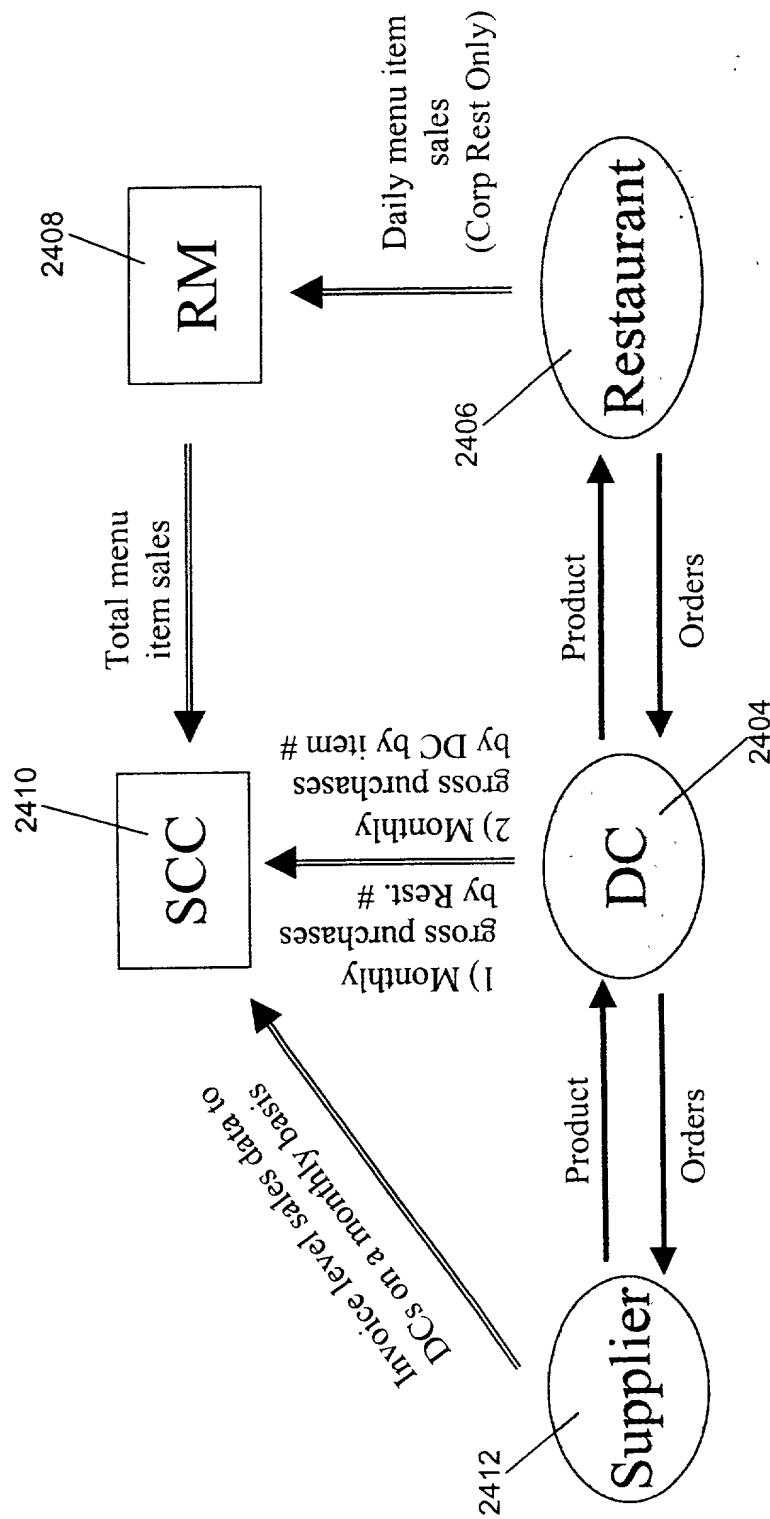 2410
SCC
Total menu
item sales
2408
RM
Invoice level sales data to
DCs on a monthly basis
1) Monthly
gross purchases
by Rest. #
2) Monthly
gross purchases
by DC by item #
Daily menu item
sales
(Corp Rest Only)
2412
Supplier
Product
Orders
DC
2404
Product
Orders
2406
Restaurant